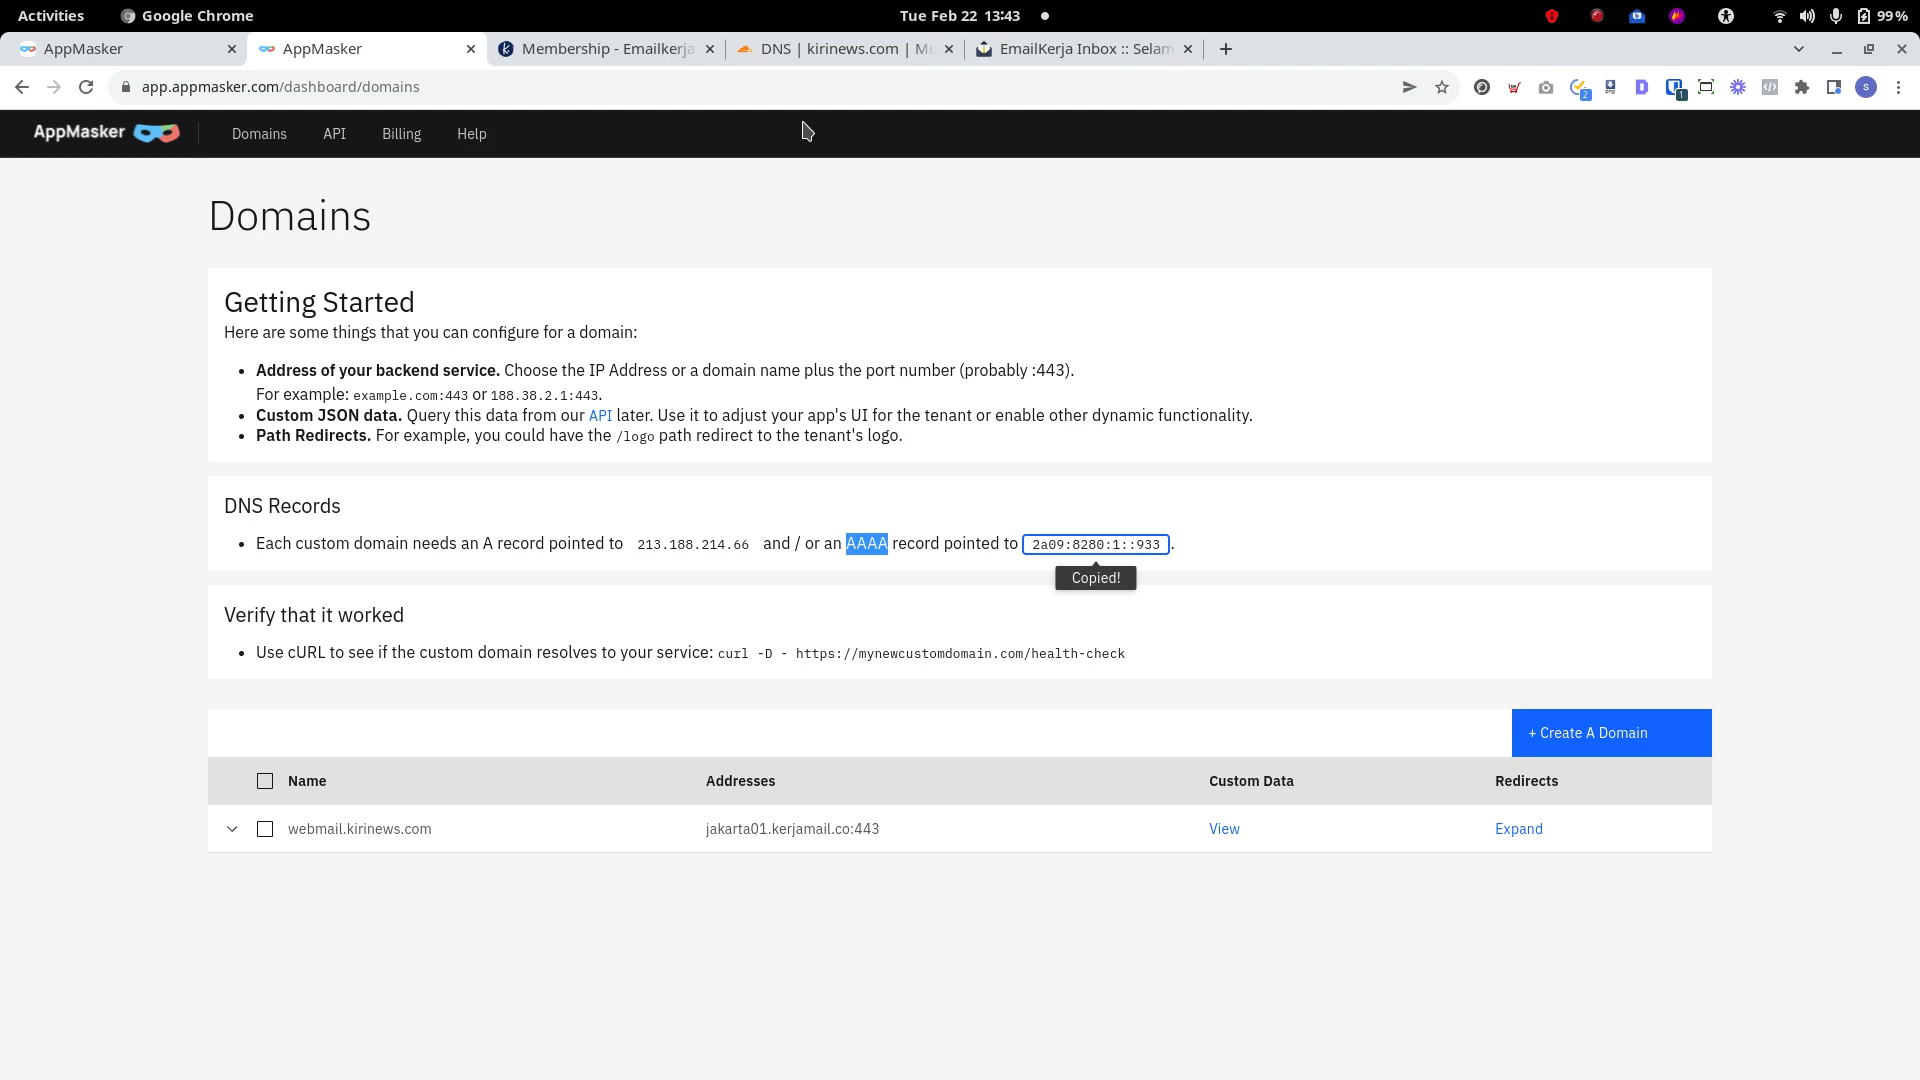 Activities Google Chrome Tue Feb 22 13:43 99%
AppMasker AppMasker Membership - Emailkerja DNS | kirinews.com | Mu EmailKerja Inbox :: Selam
app.appmasker.com/dashboard/domains 2 1 S
AppMasker Domains API Billing Help
Domains
Getting Started
Here are some things that you can configure for a domain:
• Address of your backend service. Choose the IP Address or a domain name plus the port number (probably :443).
For example: example.com:443 or 188.38.2.1:443.
• Custom JSON data. Query this data from our API later. Use it to adjust your app's UI for the tenant or enable other dynamic functionality.
• Path Redirects. For example, you could have the /logo path redirect to the tenant's logo.
DNS Records
• Each custom domain needs an A record pointed to 213.188.214.66 and / or an AAAA record pointed to 2a09:8280:1::933.
Copied!
Verify that it worked
• Use cURL to see if the custom domain resolves to your service: curl -D - https://mynewcustomdomain.com/health-check
+ Create A Domain
Name Addresses Custom Data Redirects
webmail.kirinews.com jakarta01.kerjamail.co:443 View Expand